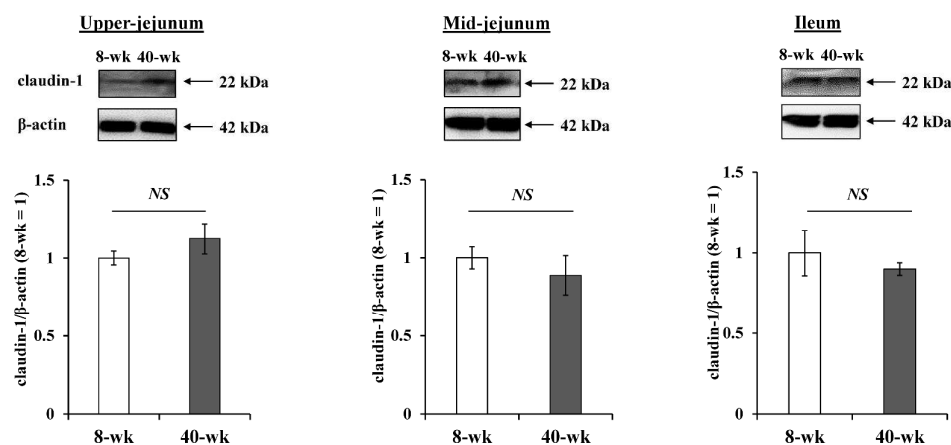 Upper-jejunum
8-wk 40-wk
claudin-1
22 kDa
β-actin
42 kDa
claudin-1/β-actin (8-wk = 1)
1.5
1
0.5
0
NS
8-wk
40-wk
Mid-jejunum
8-wk 40-wk
22 kDa
42 kDa
claudin-1/β-actin (8-wk = 1)
1.5
1
0.5
0
NS
8-wk
40-wk
Ileum
8-wk 40-wk
22 kDa
42 kDa
claudin-1/β-actin (8-wk = 1)
1.5
1
0.5
0
NS
8-wk
40-wk